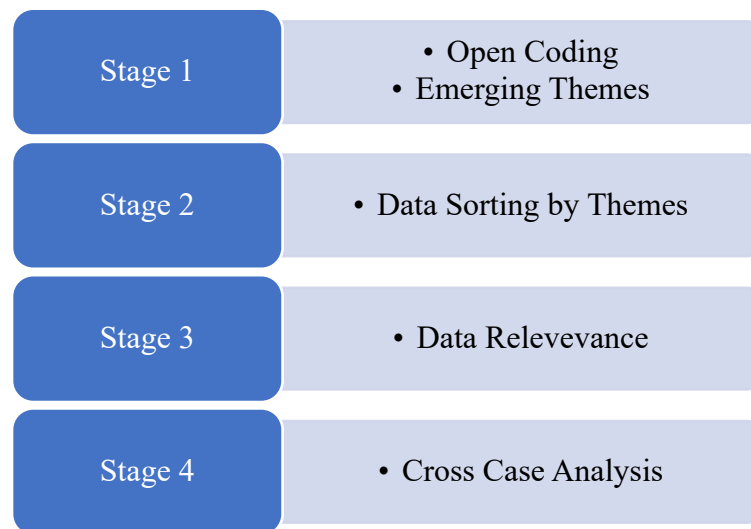 Stage 1
• Open Coding
• Emerging Themes
Stage 2
• Data Sorting by Themes
Stage 3
• Data Relevevance
Stage 4
• Cross Case Analysis